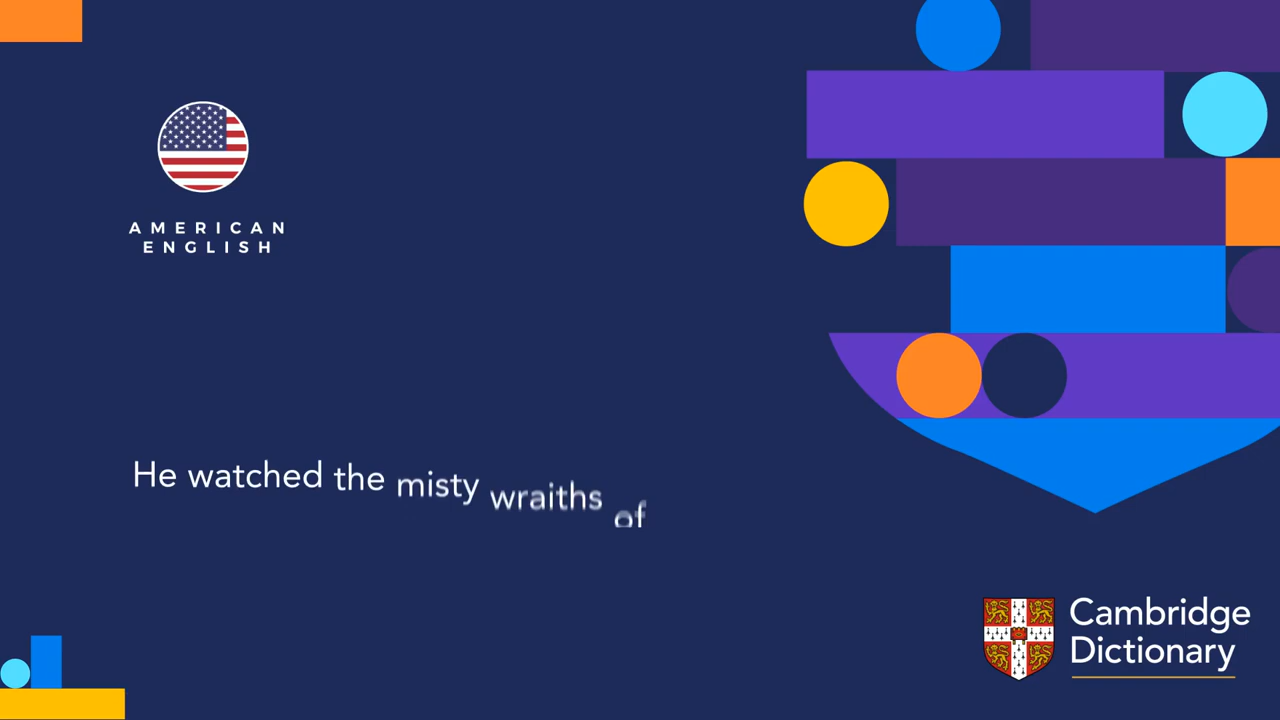 AMERICAN
ENGLISH
He watched the misty wraiths of
Cambridge
Dictionary